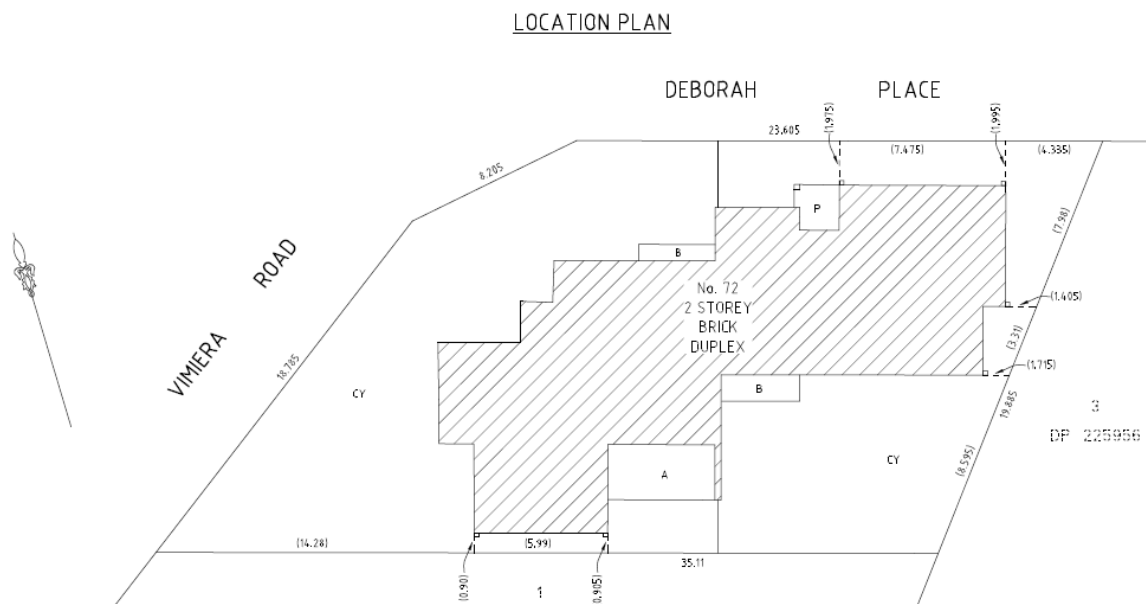 LOCATION PLAN
DEBORAH PLACE
23.605
(1.975)
(7.475)
(1.995)
(4.335)
8.205
P
(7.98)
B
ROAD
No. 72
2 STOREY
BRICK
DUPLEX
(1.405)
(3.31)
(1.715)
VIMIERA
18.785
CY
B
19.885
3
DP 225956
(8.595)
CY
A
(14.28)
(5.99)
35.11
(0.90)
(0.905)
1